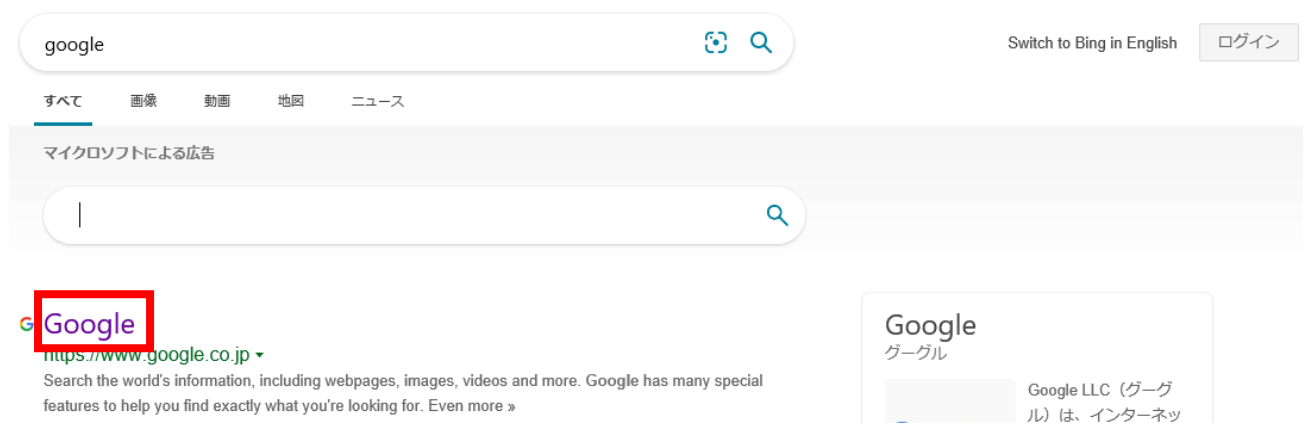 google
Switch to Bing in English
ログイン
すべて 画像 動画 地図 ニュース
マイクロソフトによる広告
Google
https://www.google.co.jp
Search the world's information, including webpages, images, videos and more. Google has many special
features to help you find exactly what you're looking for. Even more »
Google
グーグル
Google LLC（グーグ
ル）は、インターネッ